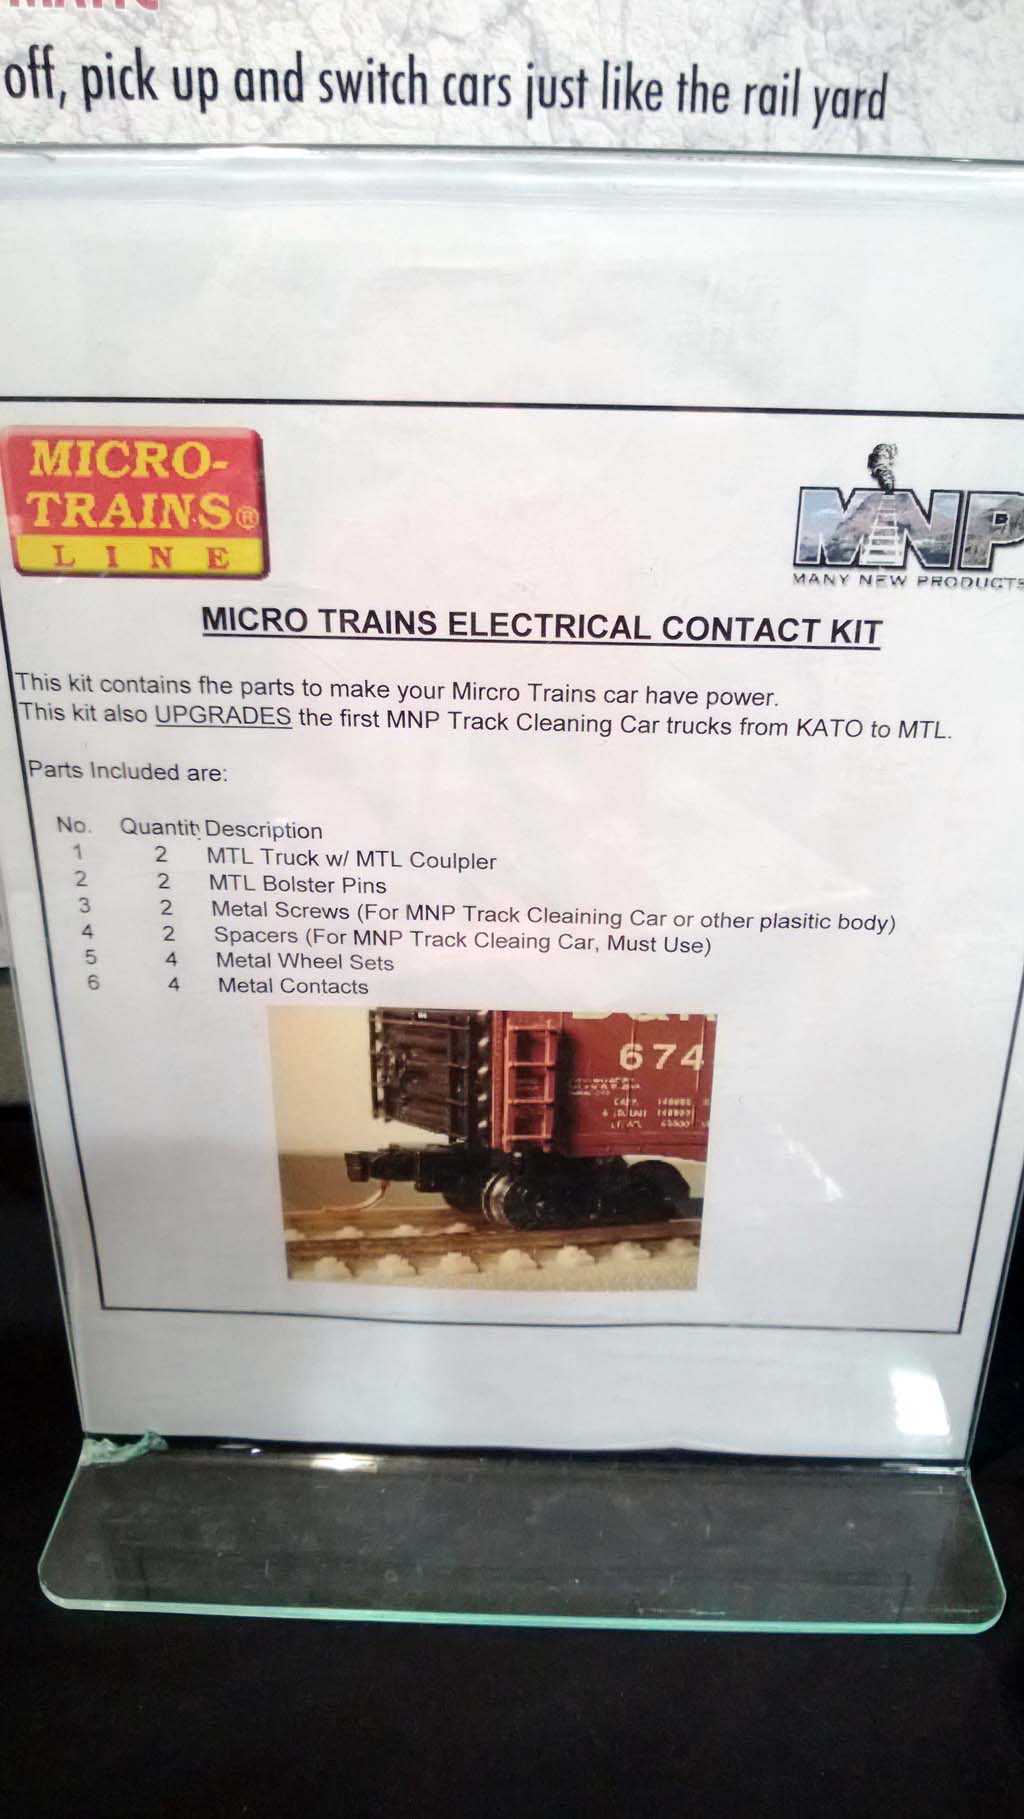 off, pick up and switch cars just like the rail yard
MICRO-
TRAINS®
LINE
MNP
MANY NEW PRODUCTS
MICRO TRAINS ELECTRICAL CONTACT KIT
This kit contains fhe parts to make your Mircro Trains car have power.
This kit also UPGRADES the first MNP Track Cleaning Car trucks from KATO to MTL.
Parts Included are:
No. Quantit Description
1 2 MTL Truck w/ MTL Coulpler
2 2 MTL Bolster Pins
3 2 Metal Screws (For MNP Track Cleaining Car or other plasitic body)
4 2 Spacers (For MNP Track Cleaing Car, Must Use)
5 4 Metal Wheel Sets
6 4 Metal Contacts
674